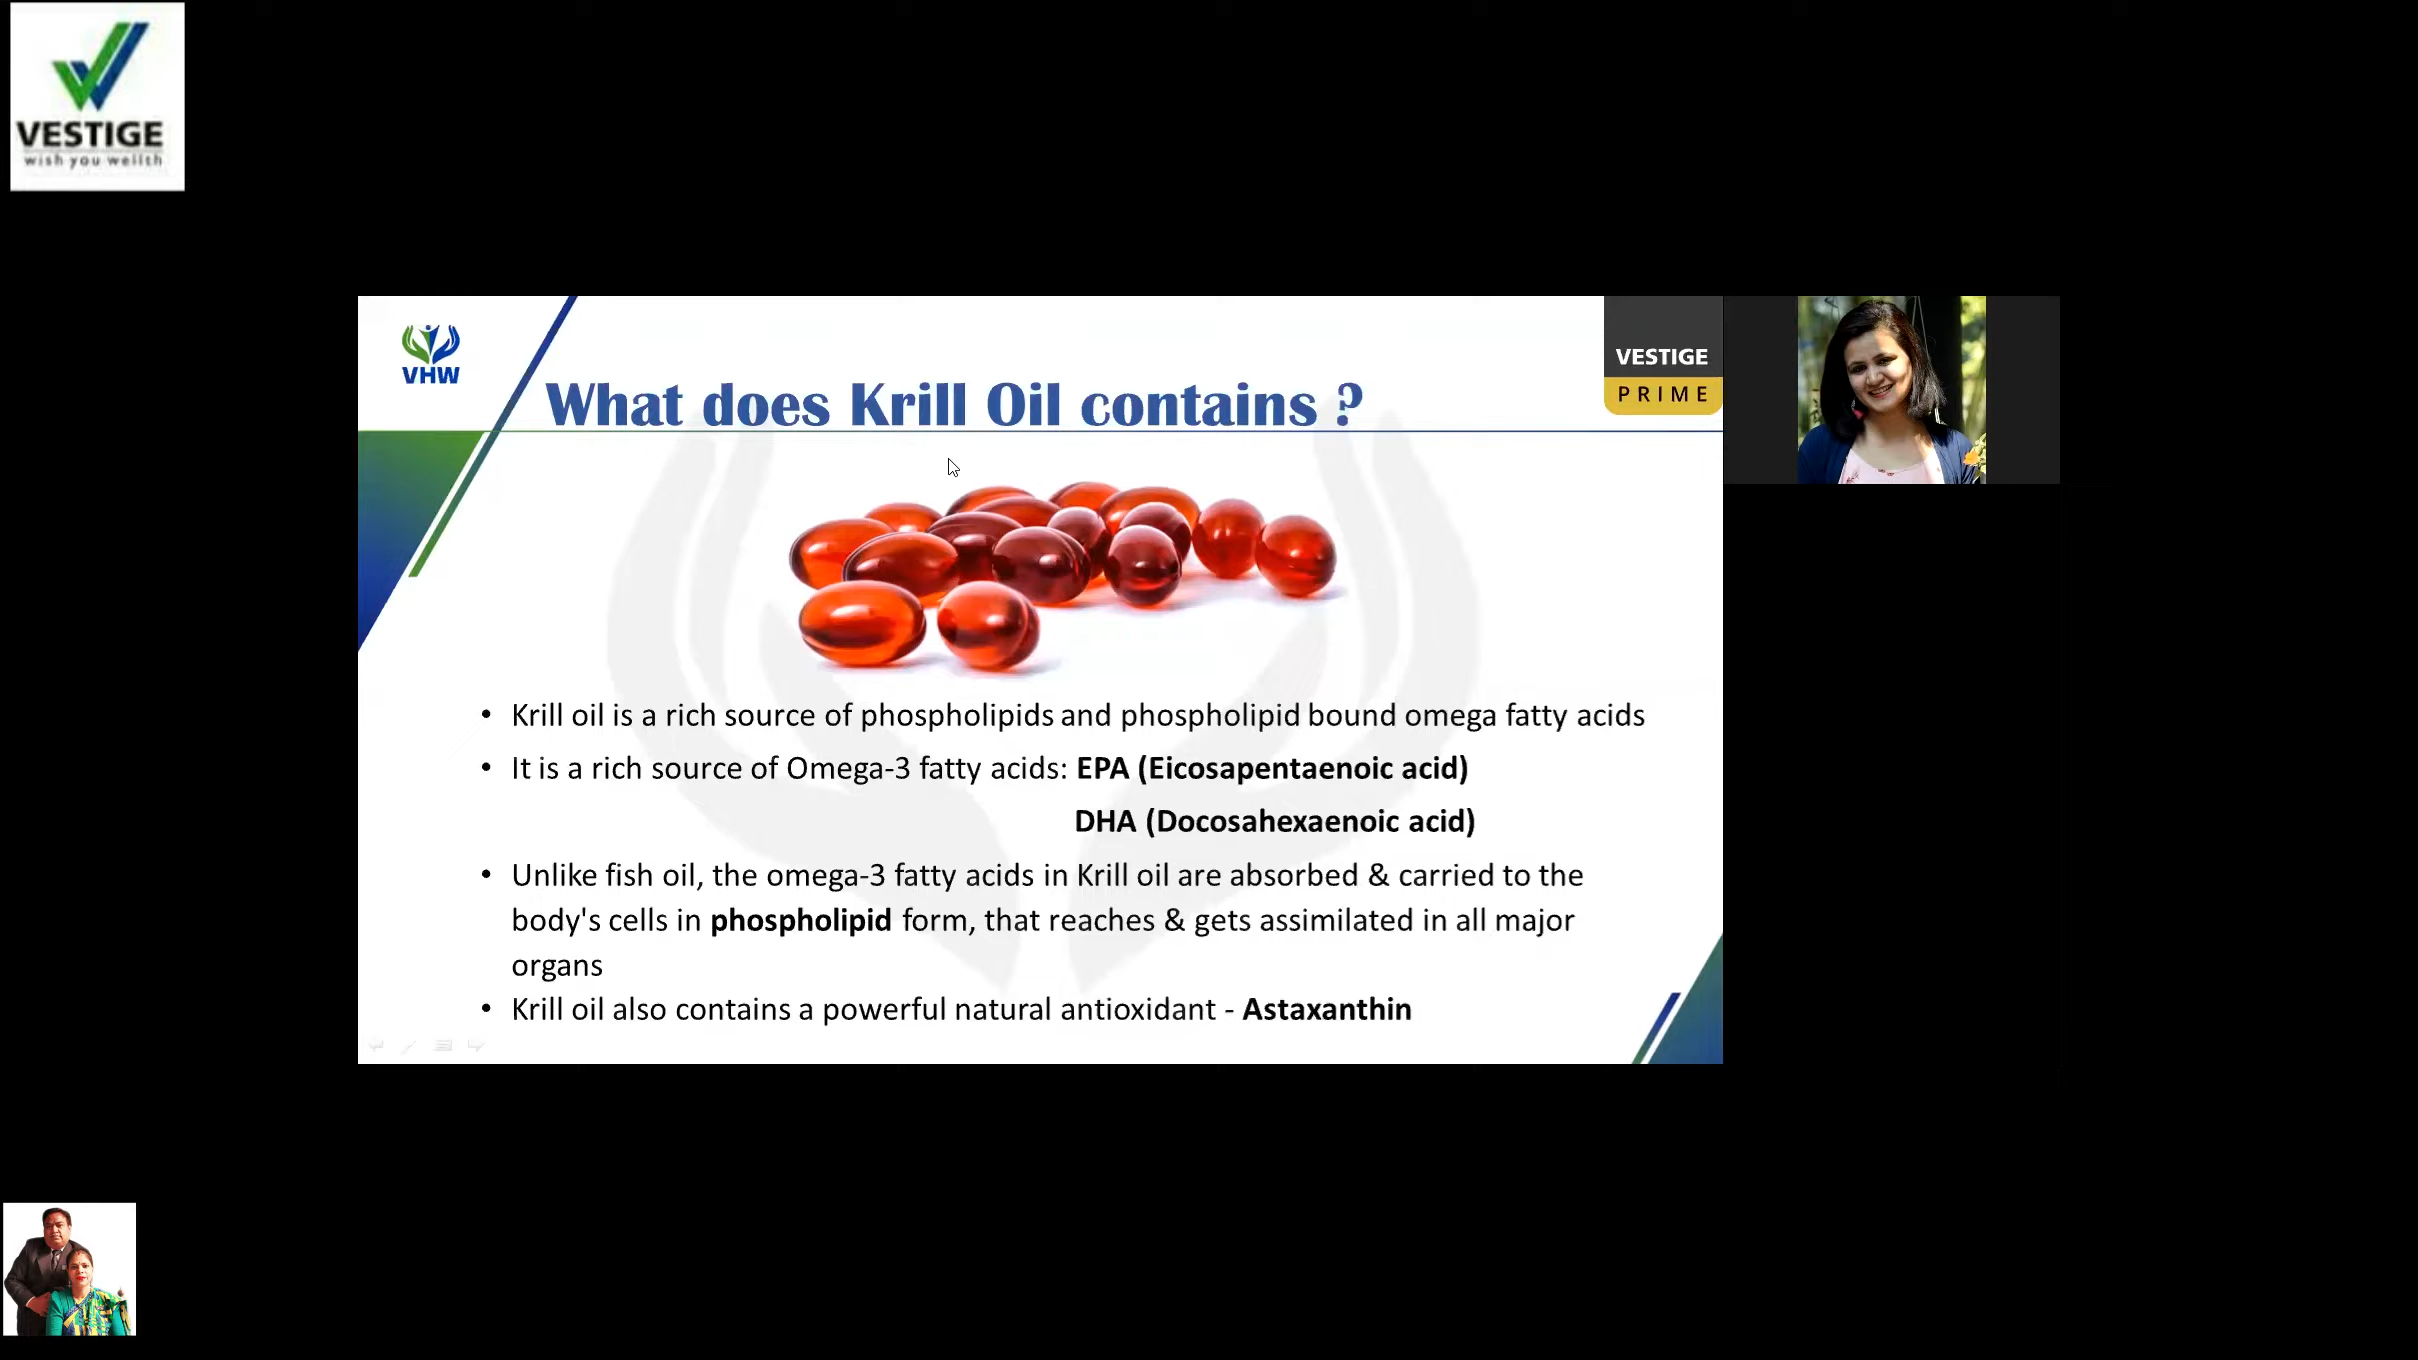 VESTIGE
wish you wellth
VHW
What does Krill Oil contains ?
VESTIGE
PRIME
• Krill oil is a rich source of phospholipids and phospholipid bound omega fatty acids
• It is a rich source of Omega-3 fatty acids: EPA (Eicosapentaenoic acid)
DHA (Docosahexaenoic acid)
• Unlike fish oil, the omega-3 fatty acids in Krill oil are absorbed & carried to the
body's cells in phospholipid form, that reaches & gets assimilated in all major
organs
• Krill oil also contains a powerful natural antioxidant - Astaxanthin